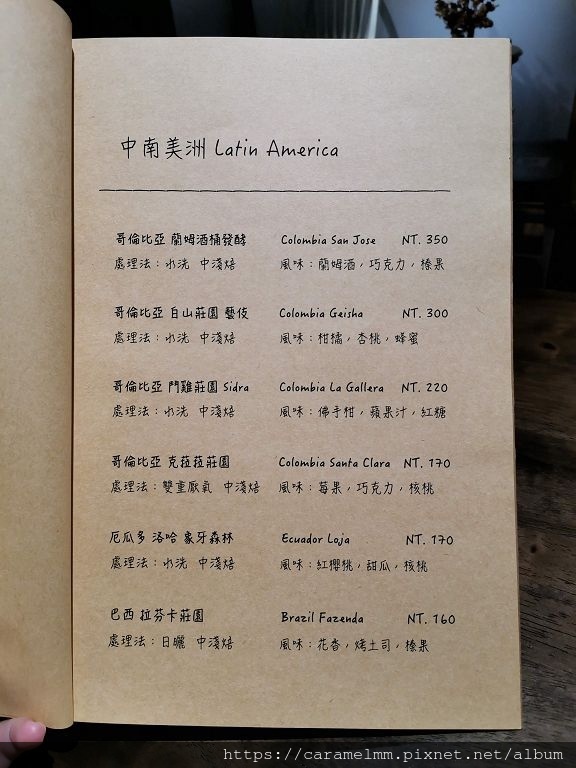 中南美洲 Latin America
哥倫比亞 蘭姆酒桶發酵 Colombia San Jose NT. 350
處理法：水洗 中淺焙 風味：蘭姆酒，巧克力，榛果
哥倫比亞 白山莊園 藝伎 Colombia Geisha NT. 300
處理法：水洗 中淺焙 風味：柑橘，杏桃，蜂蜜
哥倫比亞 鬥雞莊園 Sidra Colombia La Gallera NT. 220
處理法：水洗 中淺焙 風味：佛手柑，蘋果汁，紅糖
哥倫比亞 克菈菈莊園 Colombia Santa Clara NT. 170
處理法：雙重厭氧 中淺焙 風味：莓果，巧克力，核桃
厄瓜多 洛哈 象牙森林 Ecuador Loja NT. 170
處理法：水洗 中淺焙 風味：紅櫻桃，甜瓜，核桃
巴西 拉芬卡莊園 Brazil Fazenda NT. 160
處理法：日曬 中淺焙 風味：花香，烤土司，榛果
https://caramelmm.pixnet.net/album